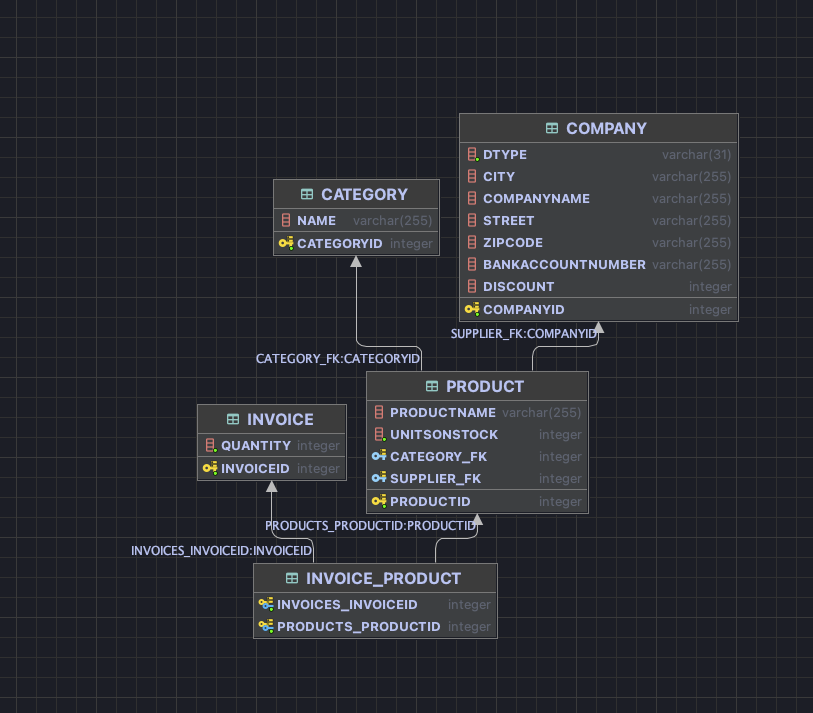 COMPANY
DTYPE varchar(31)
CITY varchar(255)
COMPANYNAME varchar(255)
STREET varchar(255)
ZIPCODE varchar(255)
BANKACCOUNTNUMBER varchar(255)
DISCOUNT integer
COMPANYID integer
CATEGORY
NAME varchar(255)
CATEGORYID integer
SUPPLIER_FK:COMPANYID
CATEGORY_FK:CATEGORYID
PRODUCT
PRODUCTNAME varchar(255)
UNITSONSTOCK integer
CATEGORY_FK integer
SUPPLIER_FK integer
PRODUCTID integer
INVOICE
QUANTITY integer
INVOICEID integer
PRODUCTS_PRODUCTID:PRODUCTID
INVOICES_INVOICEID:INVOICEID
INVOICE_PRODUCT
INVOICES_INVOICEID integer
PRODUCTS_PRODUCTID integer